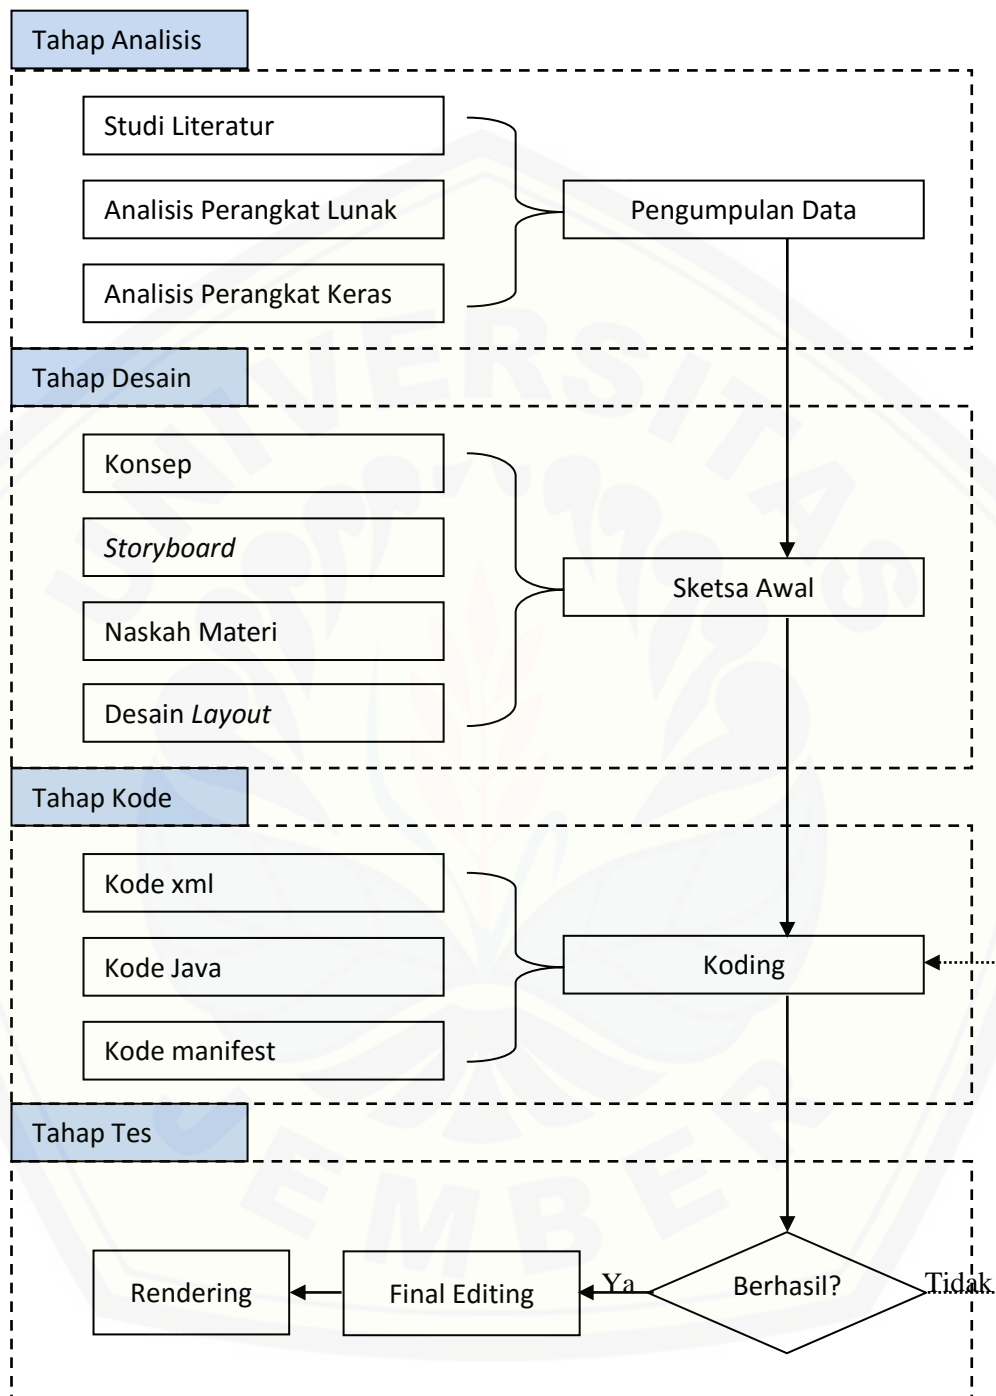 Tahap Analisis
Studi Literatur
Analisis Perangkat Lunak
Pengumpulan Data
Analisis Perangkat Keras
Tahap Desain
Konsep
Storyboard
Sketsa Awal
Naskah Materi
Desain Layout
Tahap Kode
Kode xml
Kode Java
Koding
Kode manifest
Tahap Tes
Rendering
Final Editing
Ya
Berhasil?
Tidak
UNIVERSITAS
JEMBER